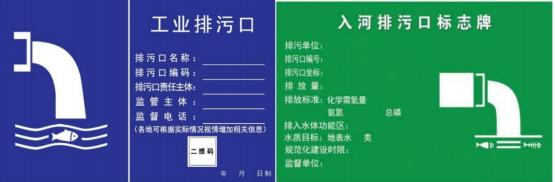 工业排污口
排污口名称：
排污口编码：
排污口责任主体：
监管主体：
监督电话：
（各地可根据实际情况视情增加相关信息）
二维码
年 月 日制
入河排污口标志牌
排污单位：
排污口编号：
排污口坐标：
排放量：
排放标准：化学需氧量
氨氮 总磷
排入水体功能区：
水质目标：地表水 类
规范化建设时限：
监督单位：